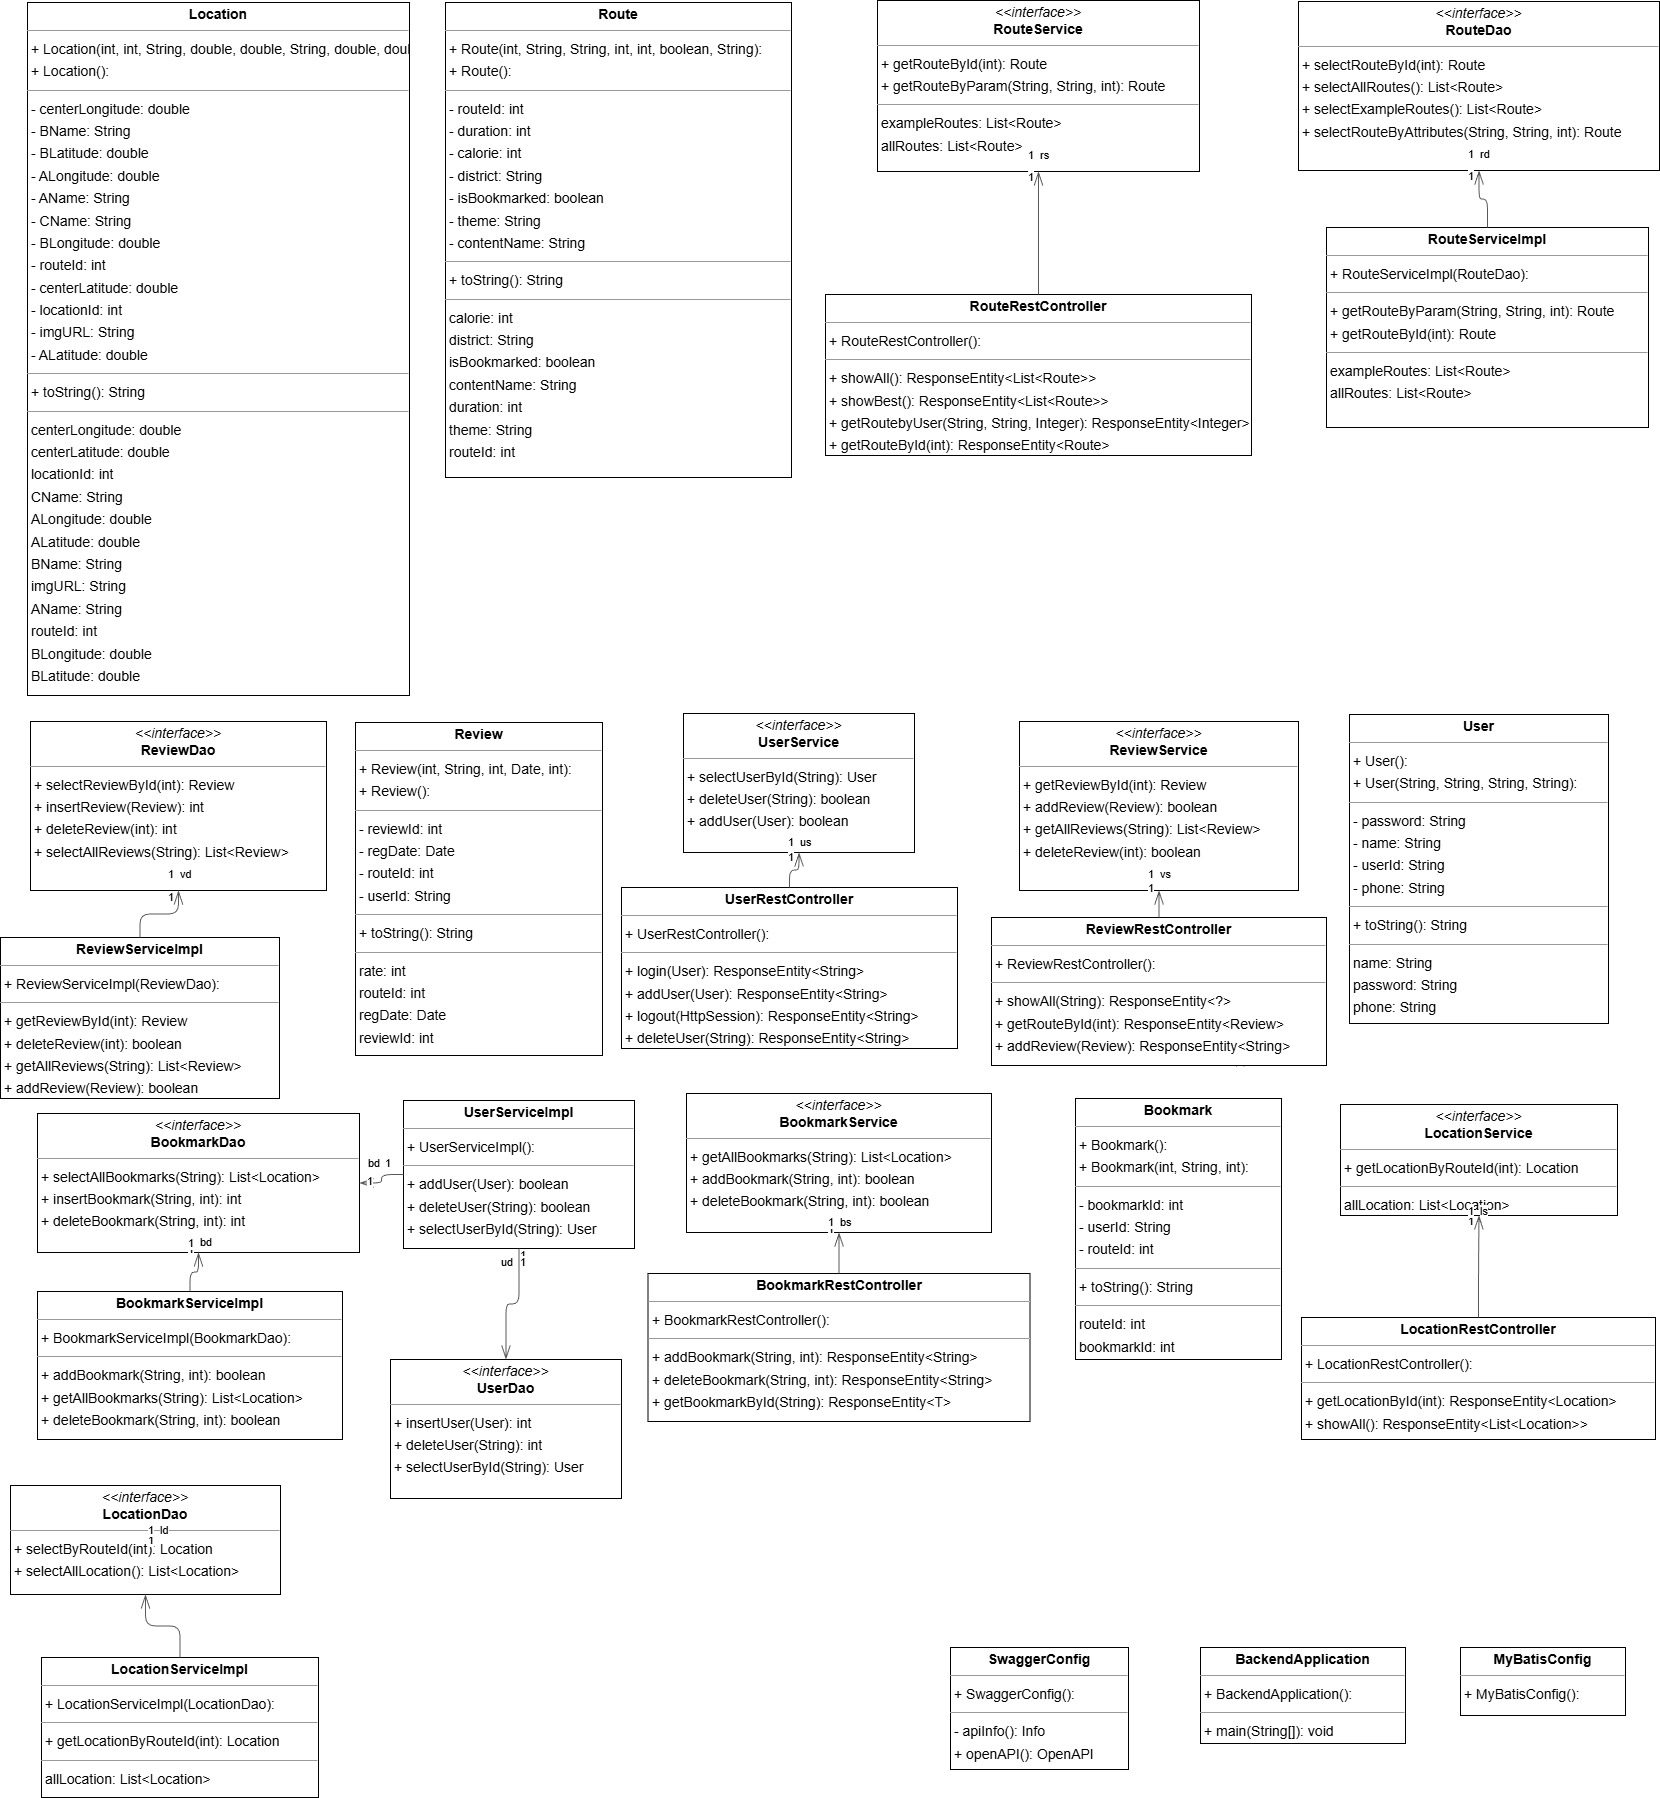 Location
+ Location(int, int, String, double, double, String, double, doul
+ Location():
- centerLongitude: double
- BName: String
- BLatitude: double
- ALongitude: double
- AName: String
- CName: String
- BLongitude: double
- routeId: int
- centerLatitude: double
- locationId: int
- imgURL: String
- ALatitude: double
+ toString(): String
centerLongitude: double
centerLatitude: double
locationId: int
CName: String
ALongitude: double
ALatitude: double
BName: String
imgURL: String
AName: String
routeId: int
BLongitude: double
BLatitude: double
Route
+ Route(int, String, String, int, int, boolean, String):
+ Route():
- routeId: int
- duration: int
- calorie: int
- district: String
- isBookmarked: boolean
- theme: String
- contentName: String
+ toString(): String
calorie: int
district: String
isBookmarked: boolean
contentName: String
duration: int
theme: String
routeId: int
<<interface>>
RouteService
+ getRouteById(int): Route
+ getRouteByParam(String, String, int): Route
exampleRoutes: List<Route>
allRoutes: List<Route>
1 rs
1
RouteRestController
+ RouteRestController():
+ showAll(): ResponseEntity<List<Route>>
+ showBest(): ResponseEntity<List<Route>>
+ getRoutebyUser(String, String, Integer): ResponseEntity<Integer>
+ getRouteById(int): ResponseEntity<Route>
<<interface>>
RouteDao
+ selectRouteById(int): Route
+ selectAllRoutes(): List<Route>
+ selectExampleRoutes(): List<Route>
+ selectRouteByAttributes(String, String, int): Route
1 rd
1
RouteServiceImpl
+ RouteServiceImpl(RouteDao):
+ getRouteByParam(String, String, int): Route
+ getRouteById(int): Route
exampleRoutes: List<Route>
allRoutes: List<Route>
<<interface>>
ReviewDao
+ selectReviewById(int): Review
+ insertReview(Review): int
+ deleteReview(int): int
+ selectAllReviews(String): List<Review>
1 vd
1
ReviewServiceImpl
+ ReviewServiceImpl(ReviewDao):
+ getReviewById(int): Review
+ deleteReview(int): boolean
+ getAllReviews(String): List<Review>
+ addReview(Review): boolean
Review
+ Review(int, String, int, Date, int):
+ Review():
- reviewId: int
- regDate: Date
- routeId: int
- userId: String
+ toString(): String
rate: int
routeId: int
regDate: Date
reviewId: int
<<interface>>
UserService
+ selectUserById(String): User
+ deleteUser(String): boolean
+ addUser(User): boolean
1 us
1
UserRestController
+ UserRestController():
+ login(User): ResponseEntity<String>
+ addUser(User): ResponseEntity<String>
+ logout(HttpSession): ResponseEntity<String>
+ deleteUser(String): ResponseEntity<String>
<<interface>>
ReviewService
+ getReviewById(int): Review
+ addReview(Review): boolean
+ getAllReviews(String): List<Review>
+ deleteReview(int): boolean
1 vs
1
ReviewRestController
+ ReviewRestController():
+ showAll(String): ResponseEntity<?>
+ getRouteById(int): ResponseEntity<Review>
+ addReview(Review): ResponseEntity<String>
User
+ User():
+ User(String, String, String, String):
- password: String
- name: String
- userId: String
- phone: String
+ toString(): String
name: String
password: String
phone: String
<<interface>>
BookmarkDao
+ selectAllBookmarks(String): List<Location>
+ insertBookmark(String, int): int
+ deleteBookmark(String, int): int
1 bd
BookmarkServiceImpl
+ BookmarkServiceImpl(BookmarkDao):
+ addBookmark(String, int): boolean
+ getAllBookmarks(String): List<Location>
+ deleteBookmark(String, int): boolean
bd 1
1
UserServiceImpl
+ UserServiceImpl():
+ addUser(User): boolean
+ deleteUser(String): boolean
+ selectUserById(String): User
1
ud 1
<<interface>>
UserDao
+ insertUser(User): int
+ deleteUser(String): int
+ selectUserById(String): User
<<interface>>
BookmarkService
+ getAllBookmarks(String): List<Location>
+ addBookmark(String, int): boolean
+ deleteBookmark(String, int): boolean
1 bs
BookmarkRestController
+ BookmarkRestController():
+ addBookmark(String, int): ResponseEntity<String>
+ deleteBookmark(String, int): ResponseEntity<String>
+ getBookmarkById(String): ResponseEntity<T>
Bookmark
+ Bookmark():
+ Bookmark(int, String, int):
- bookmarkId: int
- userId: String
- routeId: int
+ toString(): String
routeId: int
bookmarkId: int
<<interface>>
LocationService
+ getLocationByRouteId(int): Location
allLocation: List<Location>
1 ls
1
LocationRestController
+ LocationRestController():
+ getLocationById(int): ResponseEntity<Location>
+ showAll(): ResponseEntity<List<Location>>
<<interface>>
LocationDao
1 ld
1
+ selectByRouteId(int): Location
+ selectAllLocation(): List<Location>
LocationServiceImpl
+ LocationServiceImpl(LocationDao):
+ getLocationByRouteId(int): Location
allLocation: List<Location>
SwaggerConfig
+ SwaggerConfig():
- apiInfo(): Info
+ openAPI(): OpenAPI
BackendApplication
+ BackendApplication():
+ main(String[]): void
MyBatisConfig
+ MyBatisConfig():